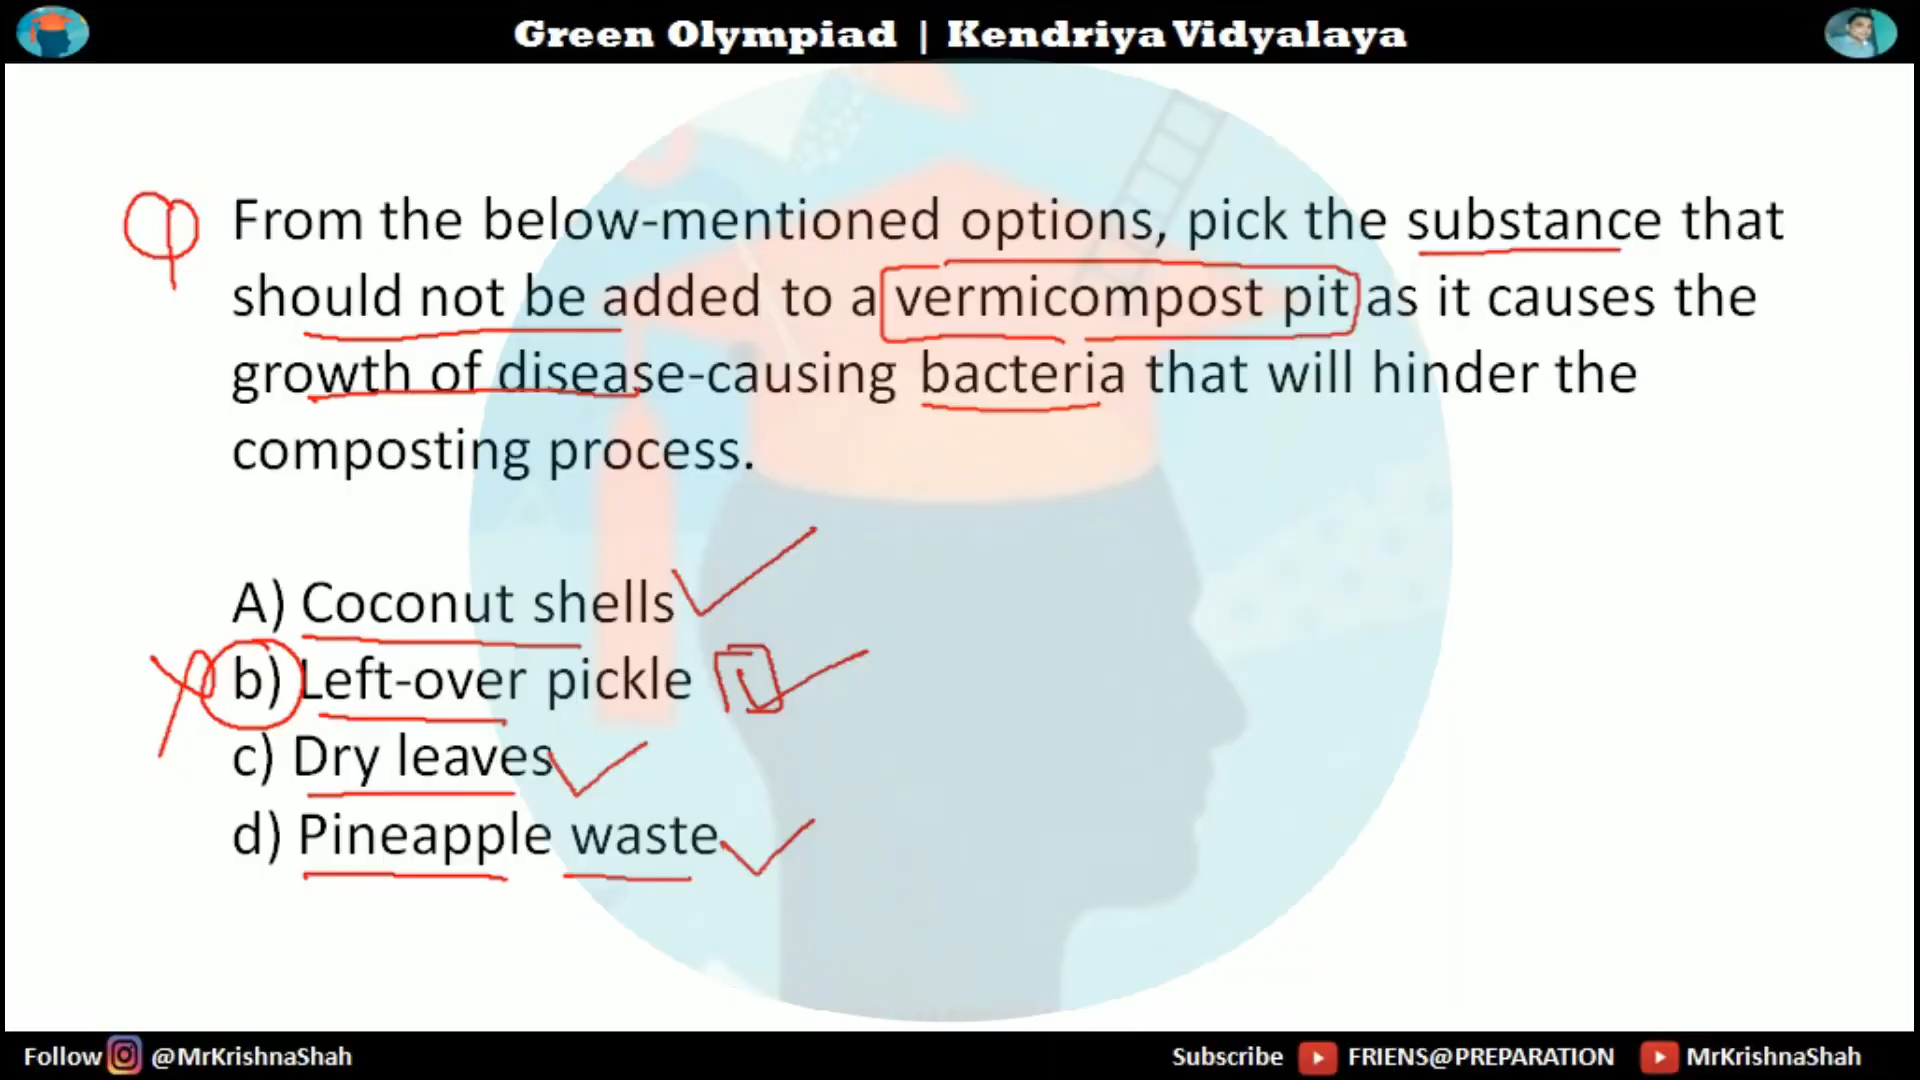 Green Olympiad | Kendriya Vidyalaya
Q From the below-mentioned options, pick the substance that
should not be added to a vermicompost pit as it causes the
growth of disease-causing bacteria that will hinder the
composting process.
A) Coconut shells
b) Left-over pickle
c) Dry leaves
d) Pineapple waste
Follow @MrKrishnaShah
Subscribe FRIENS@PREPARATION MrKrishnaShah